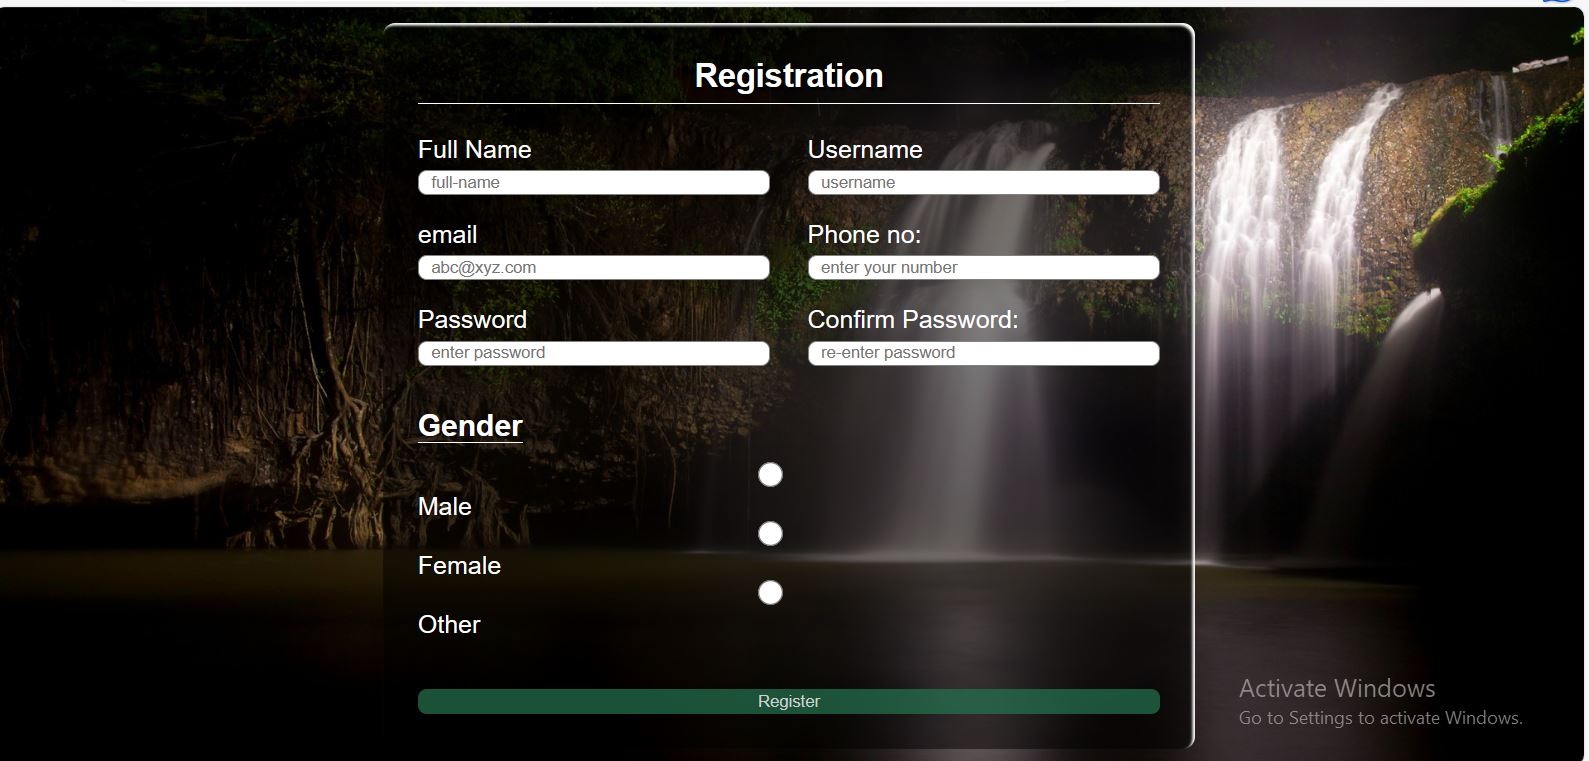 Registration
Full Name
Username
full-name
username
email
Phone no:
abc@xyz.com
enter your number
Password
Confirm Password:
enter password
re-enter password
Gender
Male
Female
Other
Register
Activate Windows
Go to Settings to activate Windows.